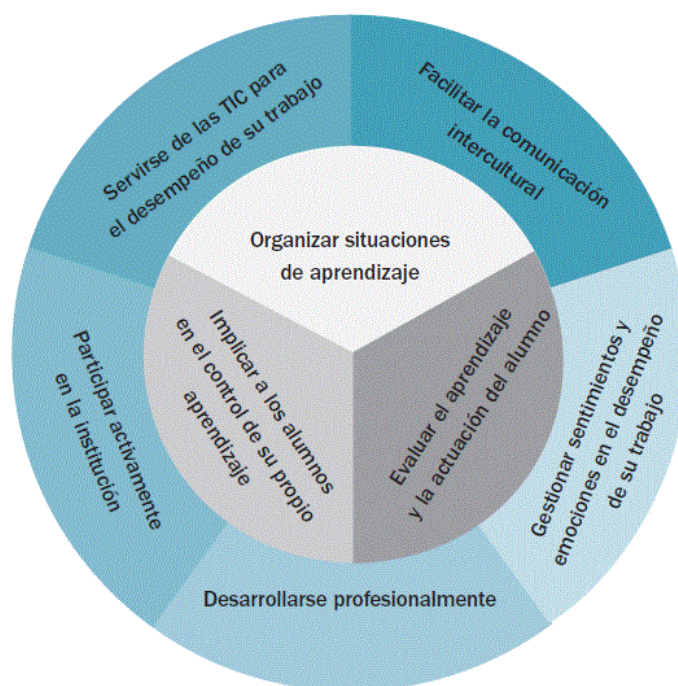 Servirse de las TIC para
el desempeño de su trabajo
Facilitar la comunicación
intercultural
Organizar situaciones
de aprendizaje
Implicar a los alumnos
en el control de su propio
aprendizaje
Evaluar el aprendizaje
y la actuación del alumno
Participar activamente
en la institución
Gestionar sentimientos y
emociones en el desempeño
de su trabajo
Desarrollarse profesionalmente